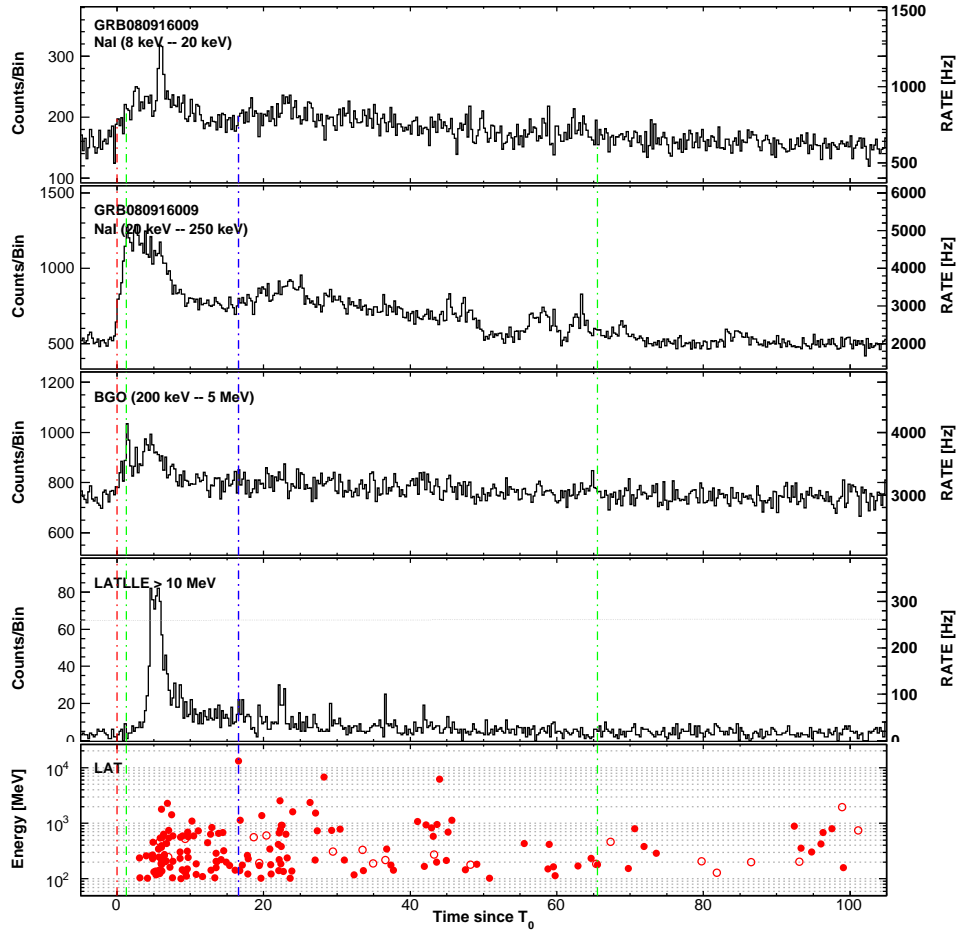 GRB080916009
NaI (8 keV -- 20 keV)
Counts/Bin
RATE [Hz]
300
200
100
1500
1000
500
GRB080916009
NaI (20 keV -- 250 keV)
Counts/Bin
RATE [Hz]
1500
1000
500
6000
5000
4000
3000
2000
BGO (200 keV -- 5 MeV)
Counts/Bin
RATE [Hz]
1200
1000
800
600
4000
3000
LATLLE > 10 MeV
Counts/Bin
RATE [Hz]
80
60
40
20
0
300
200
100
0
LAT
Energy [MeV]
10^4
10^3
10^2
0 20 40 60 80 100
Time since T_0